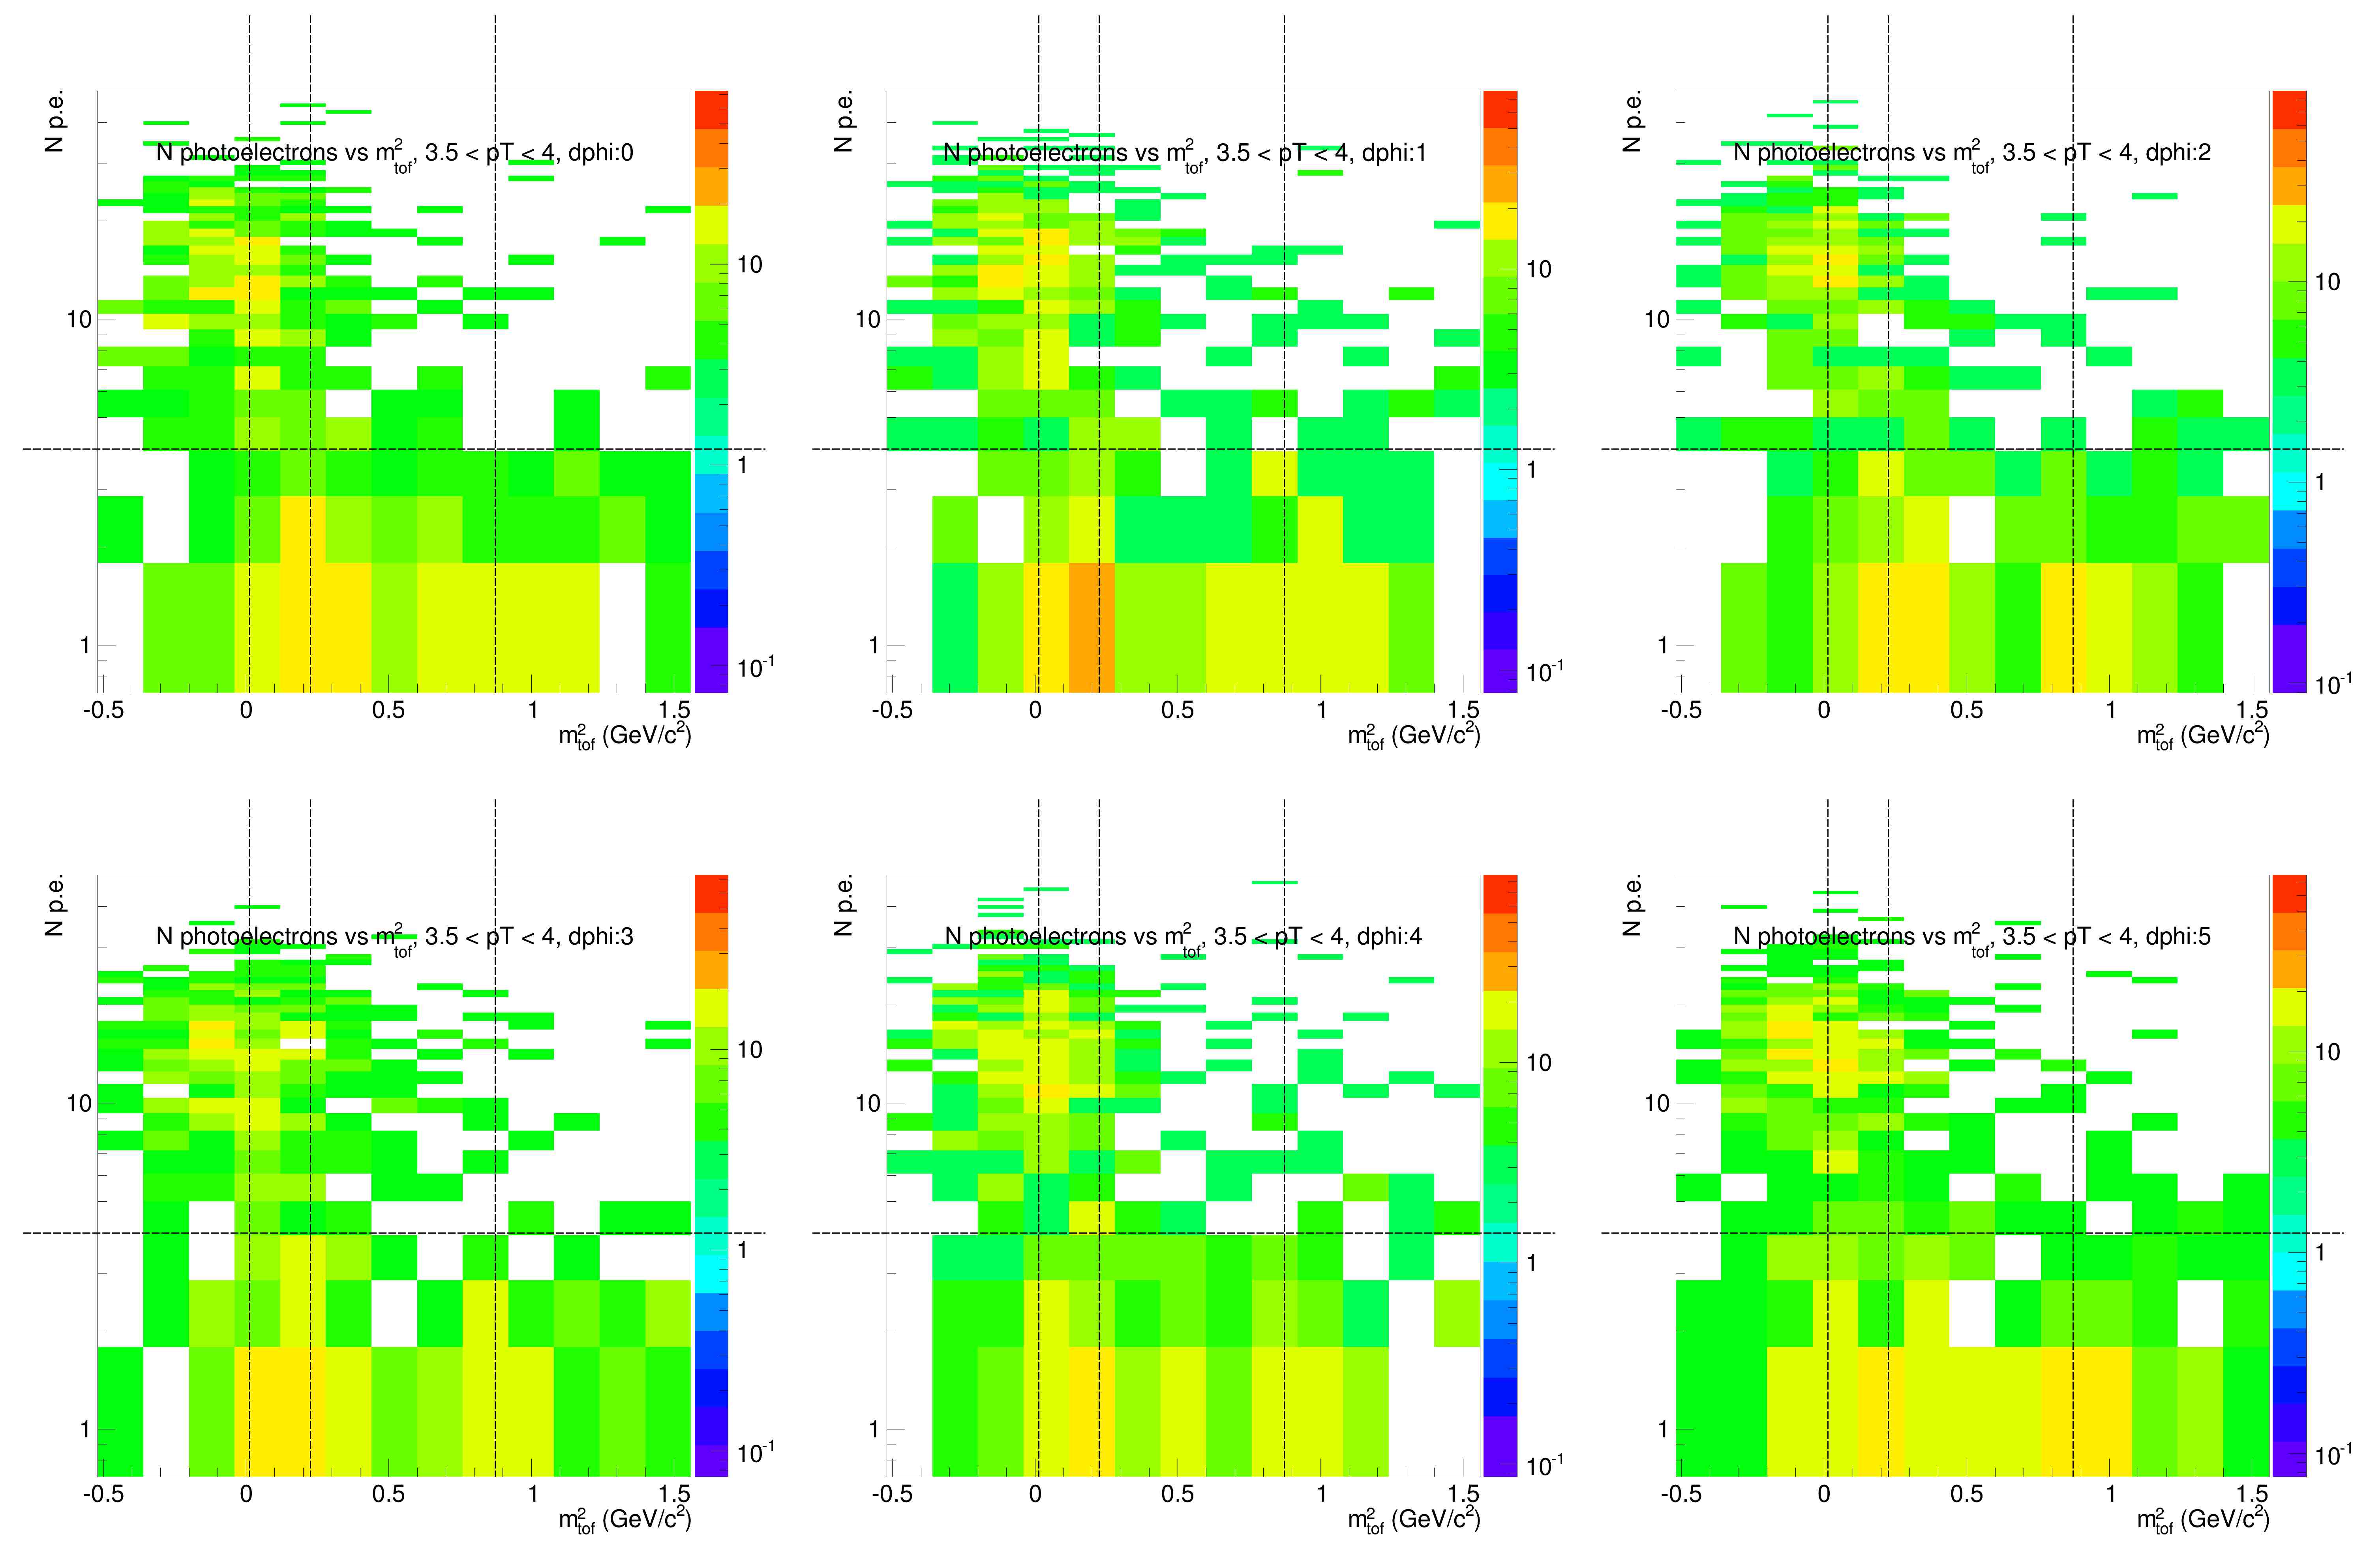 N p.e.
N photoelectrons vs m²tof, 3.5 < pT < 4, dphi:0
10
1
10
1
10⁻¹
-0.5 0 0.5 1 1.5
m²tof (GeV/c²)
N p.e.
N photoelectrons vs m²tof, 3.5 < pT < 4, dphi:1
10
1
10
1
10⁻¹
-0.5 0 0.5 1 1.5
m²tof (GeV/c²)
N p.e.
N photoelectrons vs m²tof, 3.5 < pT < 4, dphi:2
10
1
10
1
10⁻¹
-0.5 0 0.5 1 1.5
m²tof (GeV/c²)
N p.e.
N photoelectrons vs m²tof, 3.5 < pT < 4, dphi:3
10
1
10
1
10⁻¹
-0.5 0 0.5 1 1.5
m²tof (GeV/c²)
N p.e.
N photoelectrons vs m²tof, 3.5 < pT < 4, dphi:4
10
1
10
1
10⁻¹
-0.5 0 0.5 1 1.5
m²tof (GeV/c²)
N p.e.
N photoelectrons vs m²tof, 3.5 < pT < 4, dphi:5
10
1
10
1
10⁻¹
-0.5 0 0.5 1 1.5
m²tof (GeV/c²)